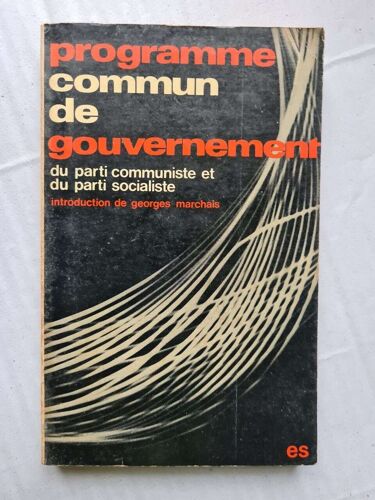 programme
commun
de
gouvernement
du parti communiste et
du parti socialiste
introduction de georges marchais
es